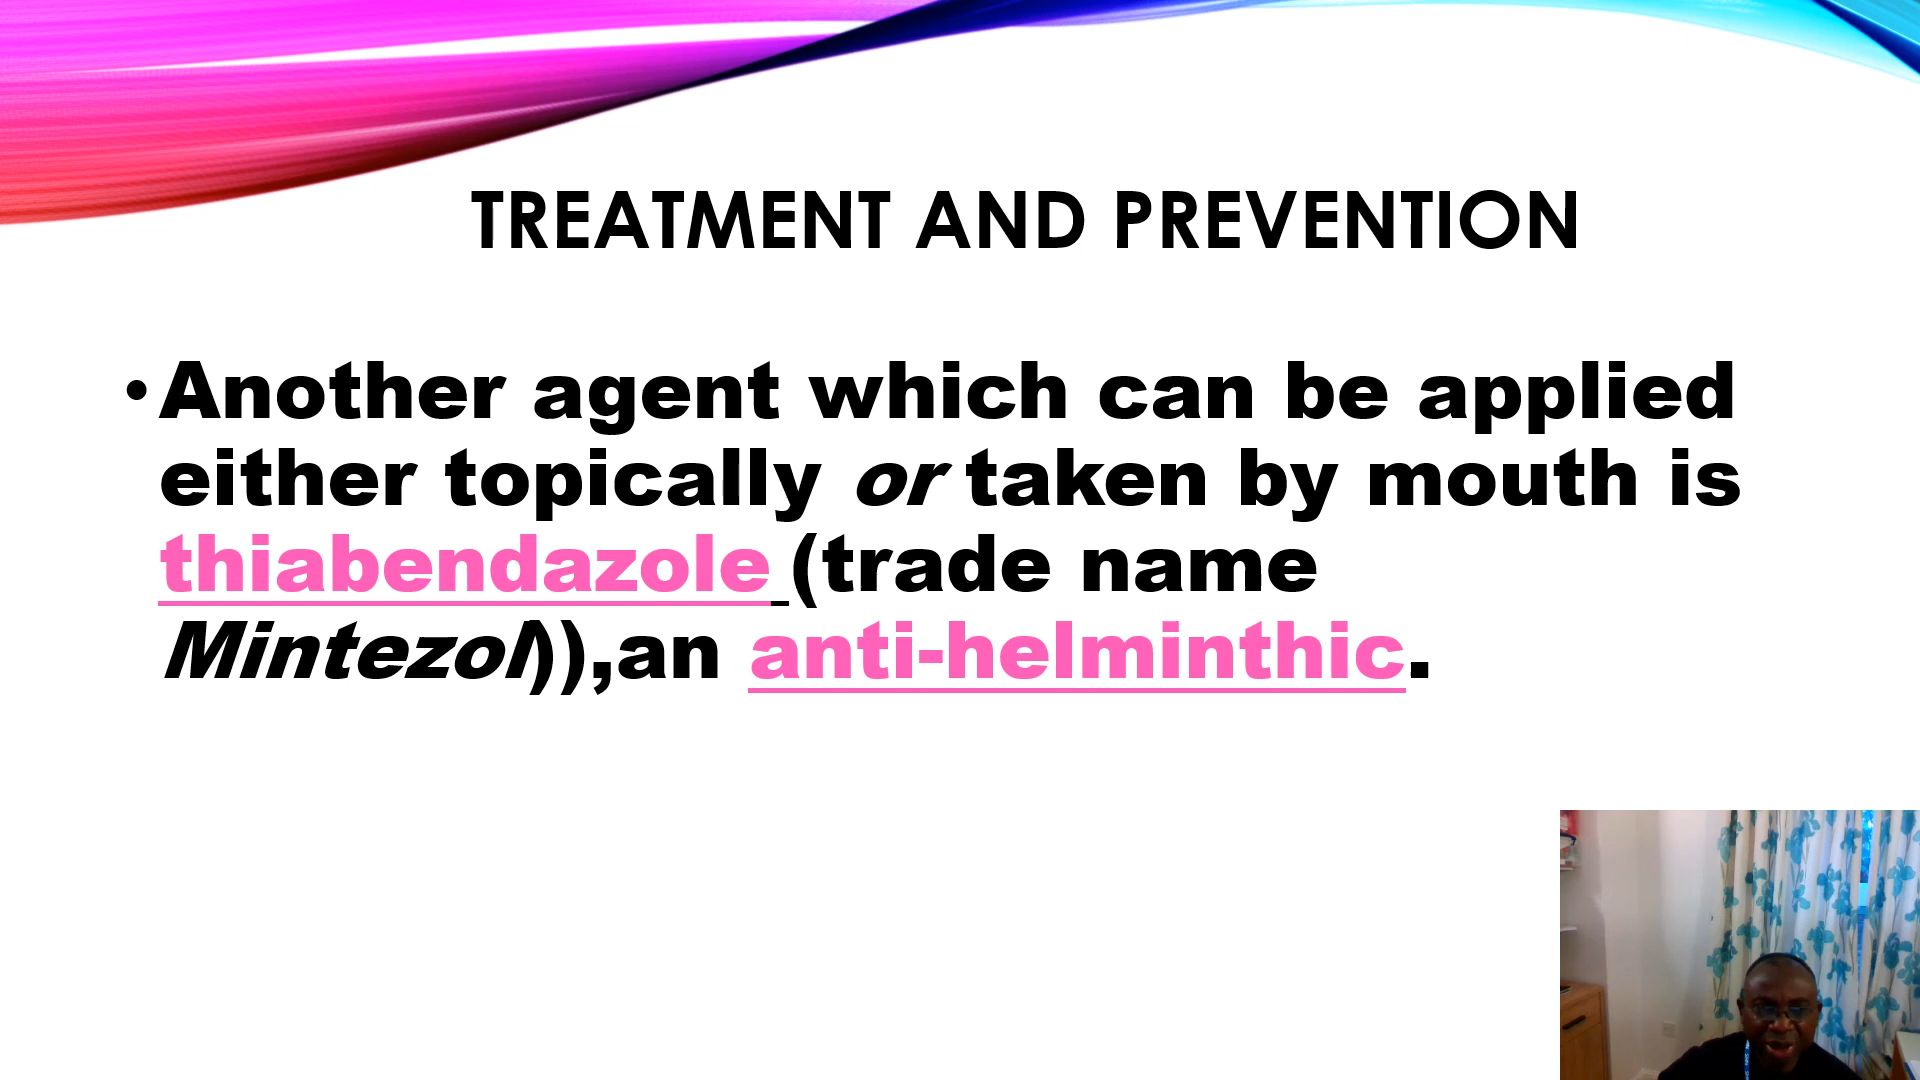 TREATMENT AND PREVENTION
•Another agent which can be applied
either topically or taken by mouth is
thiabendazole (trade name
Mintezol)),an anti-helminthic.